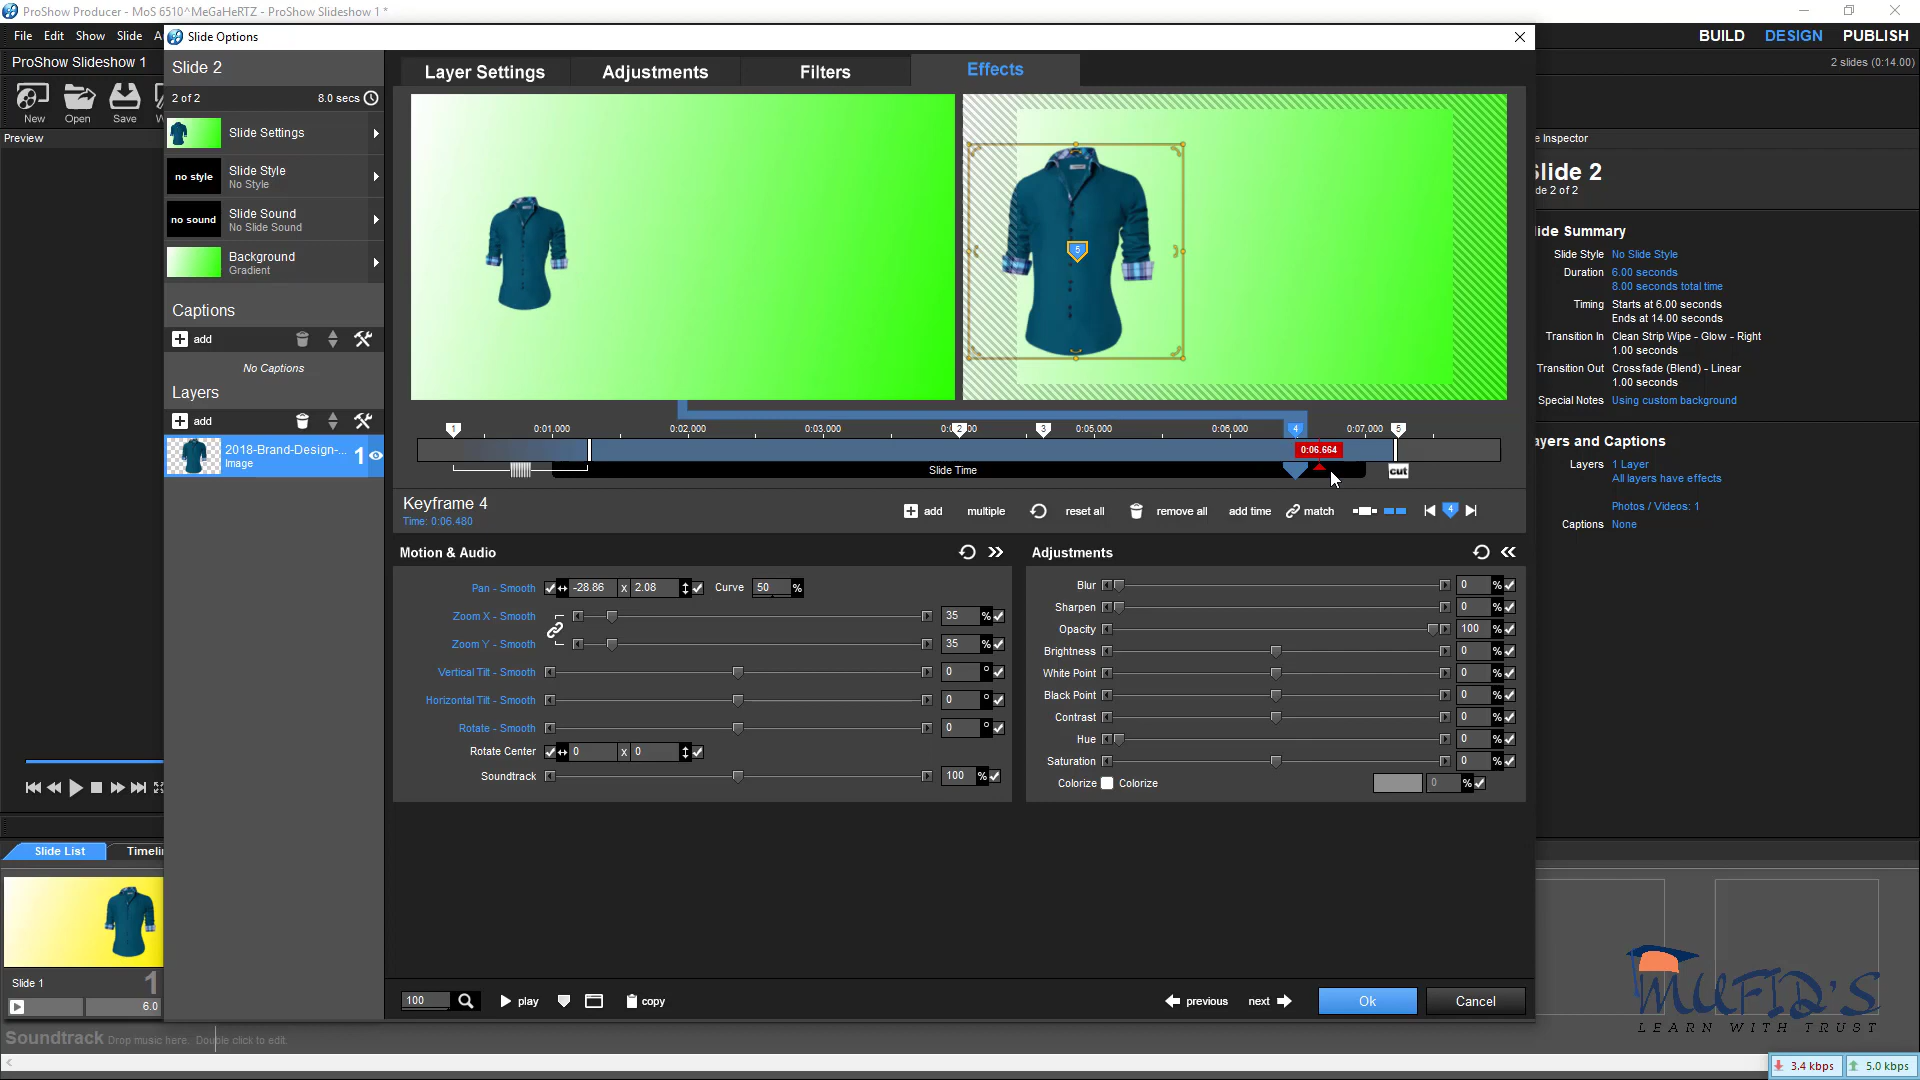 ProShow Producer - MoS 6510^MeGaHeRTZ - ProShow Slideshow 1 *
File Edit Show Slide A
BUILD DESIGN PUBLISH
ProShow Slideshow 1
2 slides (0:14.00)
New Open Save W
Preview
Slide Options
Slide 2
2 of 2 8.0 secs
Slide Settings
no style Slide Style
No Style
no sound Slide Sound
No Slide Sound
Background
Gradient
Captions
add
No Captions
Layers
add
2018-Brand-Design-... 1
Image
Layer Settings Adjustments Filters Effects
5
1 0:01.000 0:02.000 0:03.000 2 3 0:05.000 0:06.000 4 0:07.000 5
0:06.664
Slide Time cut
Keyframe 4
Time: 0:06.480
add multiple reset all remove all add time match 4
Motion & Audio
Pan - Smooth -28.86 x 2.08 Curve 50 %
Zoom X - Smooth 35 %
Zoom Y - Smooth 35 %
Vertical Tilt - Smooth 0 °
Horizontal Tilt - Smooth 0 °
Rotate - Smooth 0 °
Rotate Center 0 x 0
Soundtrack 100 %
Adjustments
Blur 0 %
Sharpen 0 %
Opacity 100 %
Brightness 0 %
White Point 0 %
Black Point 0 %
Contrast 0 %
Hue 0 %
Saturation 0 %
Colorize Colorize 0 %
100 play copy previous next Ok Cancel
e Inspector
Slide 2
de 2 of 2
lide Summary
Slide Style No Slide Style
Duration 6.00 seconds
8.00 seconds total time
Timing Starts at 6.00 seconds
Ends at 14.00 seconds
Transition In Clean Strip Wipe - Glow - Right
1.00 seconds
Transition Out Crossfade (Blend) - Linear
1.00 seconds
Special Notes Using custom background
ayers and Captions
Layers 1 Layer
All layers have effects
Photos / Videos: 1
Captions None
Slide List Timelin
Slide 1 1
6.0
Soundtrack Drop music here. Double click to edit.
MUFID'S
LEARN WITH TRUST
3.4 kbps 5.0 kbps